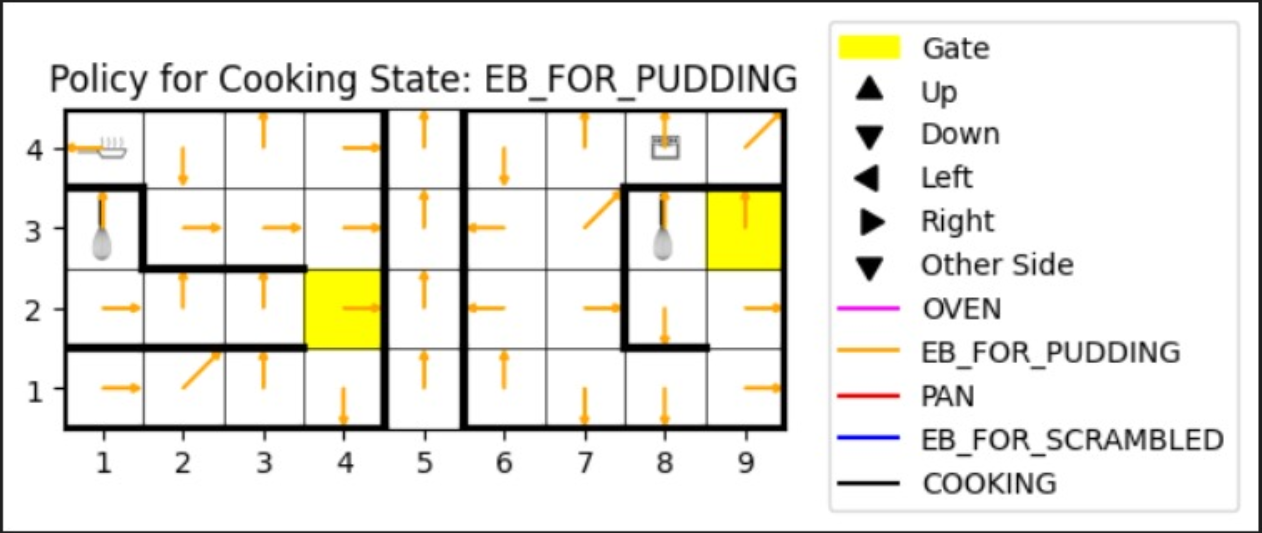 Policy for Cooking State: EB_FOR_PUDDING
4
3
2
1
1 2 3 4 5 6 7 8 9
Gate
Up
Down
Left
Right
Other Side
OVEN
EB_FOR_PUDDING
PAN
EB_FOR_SCRAMBLED
COOKING